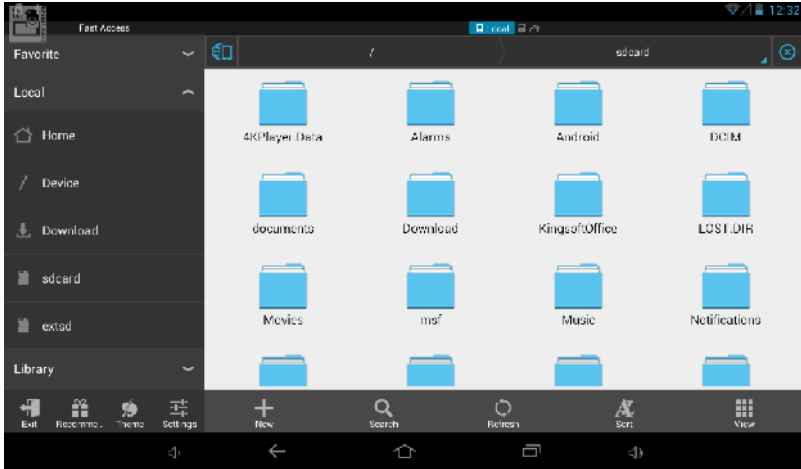 12:32
Fast Access
Local
Favorite
/
sdcard
Local
Home
/ Device
Download
sdcard
extsd
Library
4KPlayer.Data
Alarms
Android
DCIM
documents
Download
KingsoftOffice
LOST.DIR
Movies
msf
Music
Notifications
Exit
Recomme..
Theme
Settings
New
Search
Refresh
Sort
View